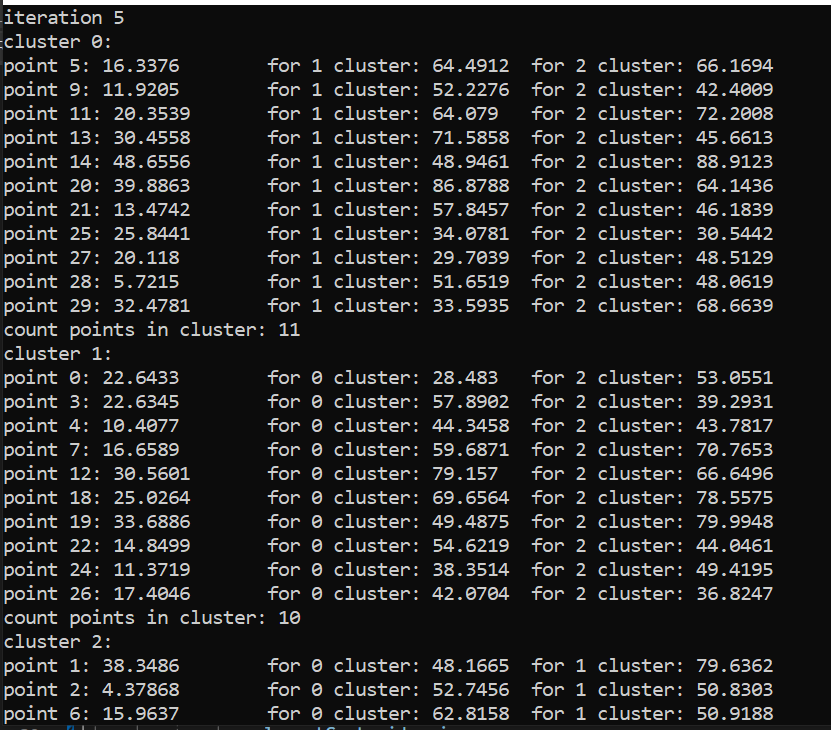 iteration 5
cluster 0:
point 5: 16.3376 for 1 cluster: 64.4912 for 2 cluster: 66.1694
point 9: 11.9205 for 1 cluster: 52.2276 for 2 cluster: 42.4009
point 11: 20.3539 for 1 cluster: 64.079 for 2 cluster: 72.2008
point 13: 30.4558 for 1 cluster: 71.5858 for 2 cluster: 45.6613
point 14: 48.6556 for 1 cluster: 48.9461 for 2 cluster: 88.9123
point 20: 39.8863 for 1 cluster: 86.8788 for 2 cluster: 64.1436
point 21: 13.4742 for 1 cluster: 57.8457 for 2 cluster: 46.1839
point 25: 25.8441 for 1 cluster: 34.0781 for 2 cluster: 30.5442
point 27: 20.118 for 1 cluster: 29.7039 for 2 cluster: 48.5129
point 28: 5.7215 for 1 cluster: 51.6519 for 2 cluster: 48.0619
point 29: 32.4781 for 1 cluster: 33.5935 for 2 cluster: 68.6639
count points in cluster: 11
cluster 1:
point 0: 22.6433 for 0 cluster: 28.483 for 2 cluster: 53.0551
point 3: 22.6345 for 0 cluster: 57.8902 for 2 cluster: 39.2931
point 4: 10.4077 for 0 cluster: 44.3458 for 2 cluster: 43.7817
point 7: 16.6589 for 0 cluster: 59.6871 for 2 cluster: 70.7653
point 12: 30.5601 for 0 cluster: 79.157 for 2 cluster: 66.6496
point 18: 25.0264 for 0 cluster: 69.6564 for 2 cluster: 78.5575
point 19: 33.6886 for 0 cluster: 49.4875 for 2 cluster: 79.9948
point 22: 14.8499 for 0 cluster: 54.6219 for 2 cluster: 44.0461
point 24: 11.3719 for 0 cluster: 38.3514 for 2 cluster: 49.4195
point 26: 17.4046 for 0 cluster: 42.0704 for 2 cluster: 36.8247
count points in cluster: 10
cluster 2:
point 1: 38.3486 for 0 cluster: 48.1665 for 1 cluster: 79.6362
point 2: 4.37868 for 0 cluster: 52.7456 for 1 cluster: 50.8303
point 6: 15.9637 for 0 cluster: 62.8158 for 1 cluster: 50.9188